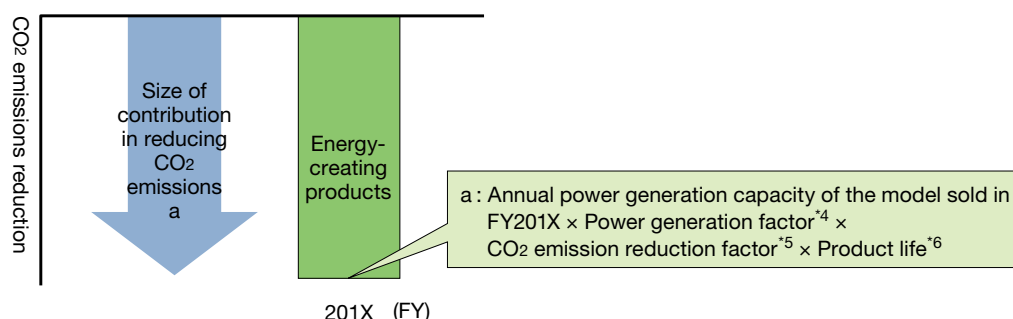 CO2 emissions reduction
Size of
contribution
in reducing
CO2
emissions
a
Energy-
creating
products
a : Annual power generation capacity of the model sold in
FY201X × Power generation factor*4 ×
CO2 emission reduction factor*5 × Product life*6
201X (FY)